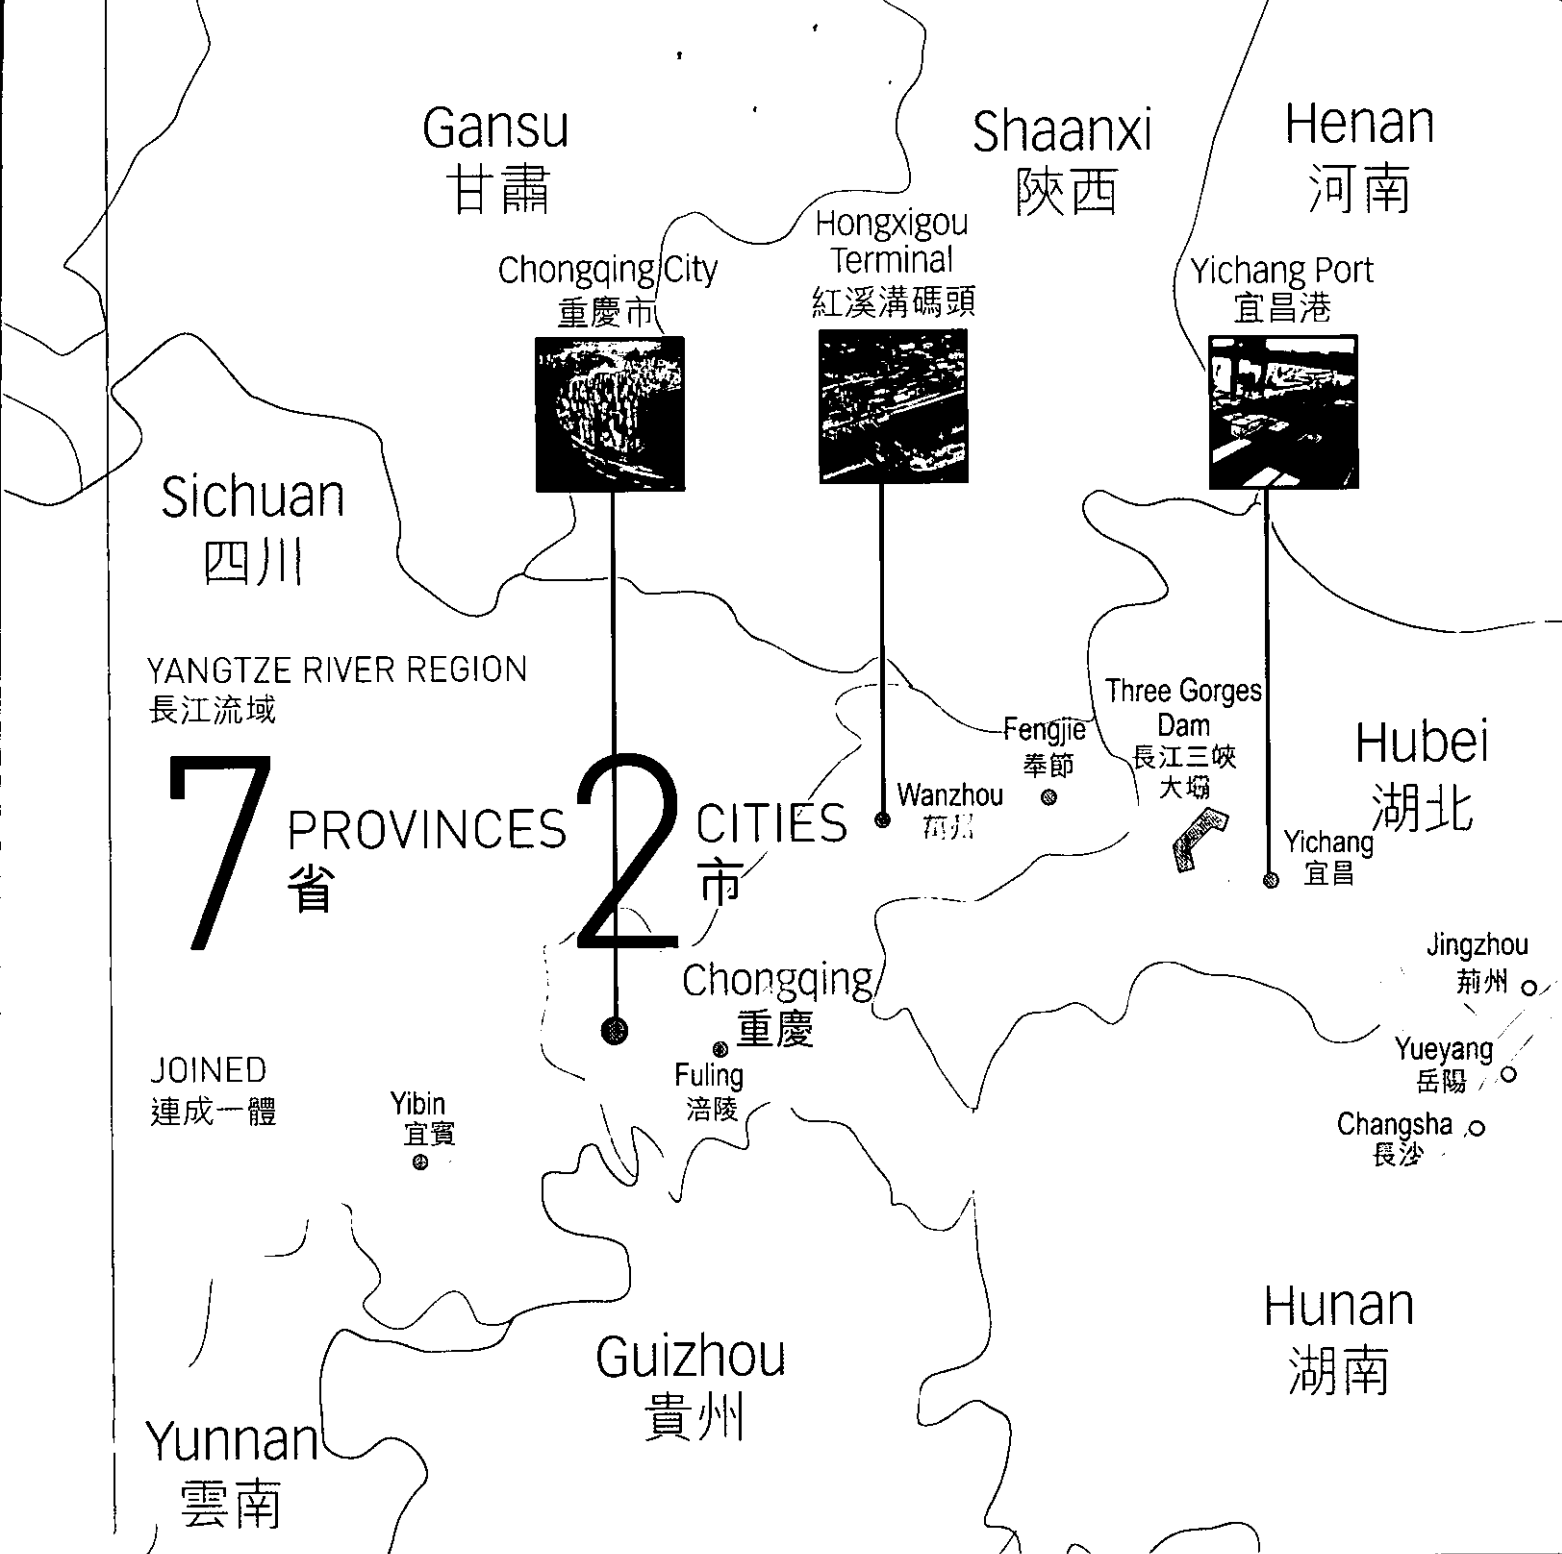 Gansu
甘肅
Shaanxi
陝西
Henan
河南
Chongqing City
重慶市
Hongxigou
Terminal
紅溪溝碼頭
Yichang Port
宜昌港
Sichuan
四川
YANGTZE RIVER REGION
長江流域
7 PROVINCES
省
2 CITIES
市
JOINED
連成一體
Fengjie
奉節
Three Gorges
Dam
長江三峽
大壩
Hubei
湖北
Wanzhou
萬州
Yichang
宜昌
Jingzhou
荊州
Chongqing
重慶
Yueyang
岳陽
Fuling
涪陵
Changsha
長沙
Yibin
宜賓
Hunan
湖南
Guizhou
貴州
Yunnan
雲南